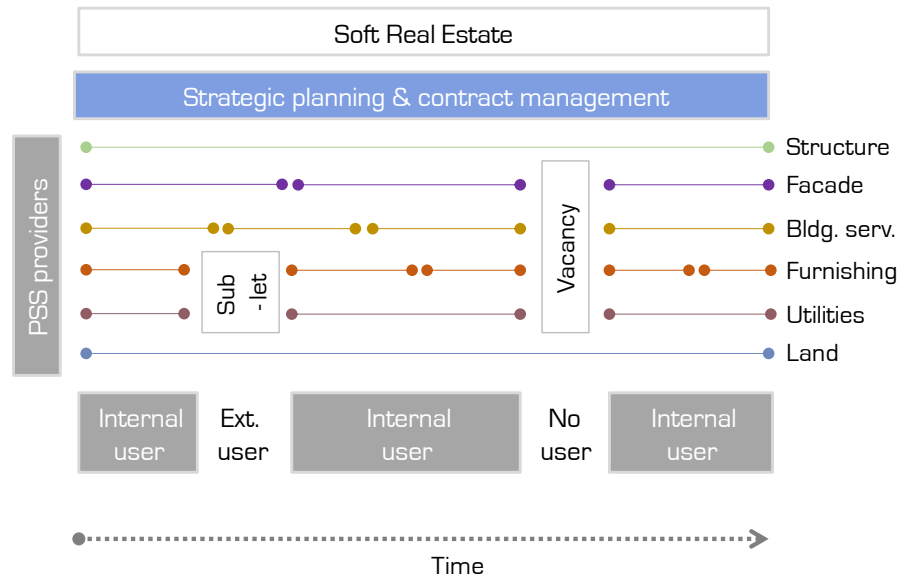 Soft Real Estate
Strategic planning & contract management
PSS providers
Structure
Facade
Bldg. serv.
Furnishing
Utilities
Land
Sub
-let
Vacancy
Internal
user
Ext.
user
Internal
user
No
user
Internal
user
Time